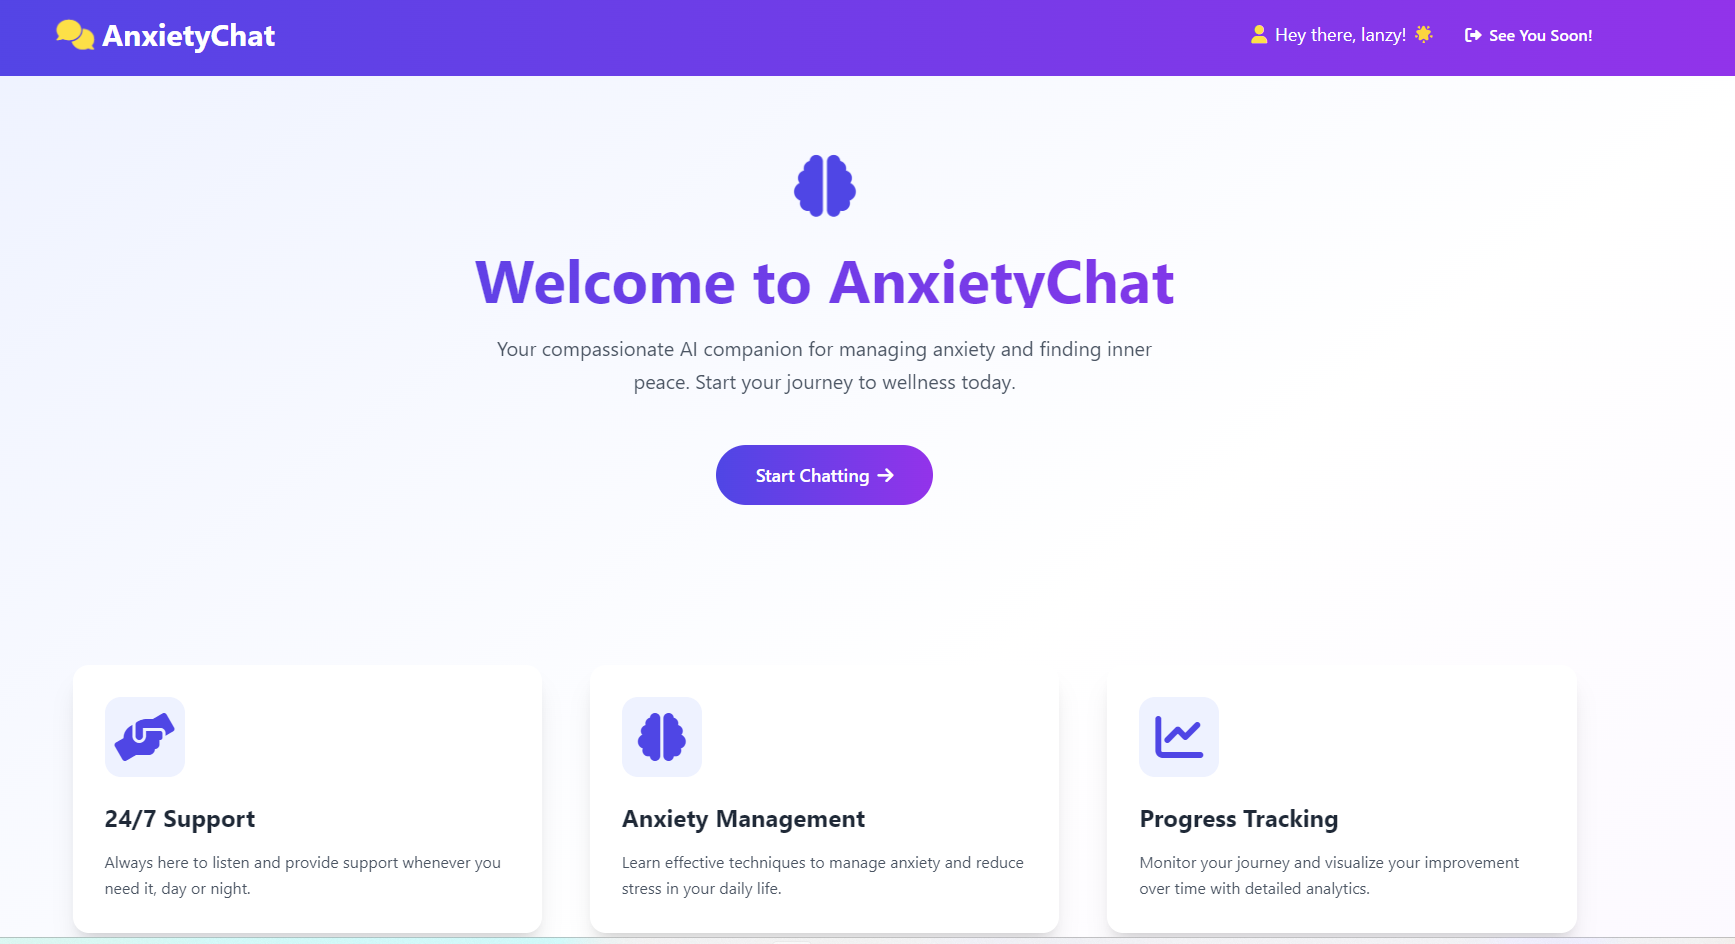 AnxietyChat
Hey there, lanzy!
See You Soon!
Welcome to AnxietyChat
Your compassionate AI companion for managing anxiety and finding inner
peace. Start your journey to wellness today.
Start Chatting →
24/7 Support
Always here to listen and provide support whenever you
need it, day or night.
Anxiety Management
Learn effective techniques to manage anxiety and reduce
stress in your daily life.
Progress Tracking
Monitor your journey and visualize your improvement
over time with detailed analytics.